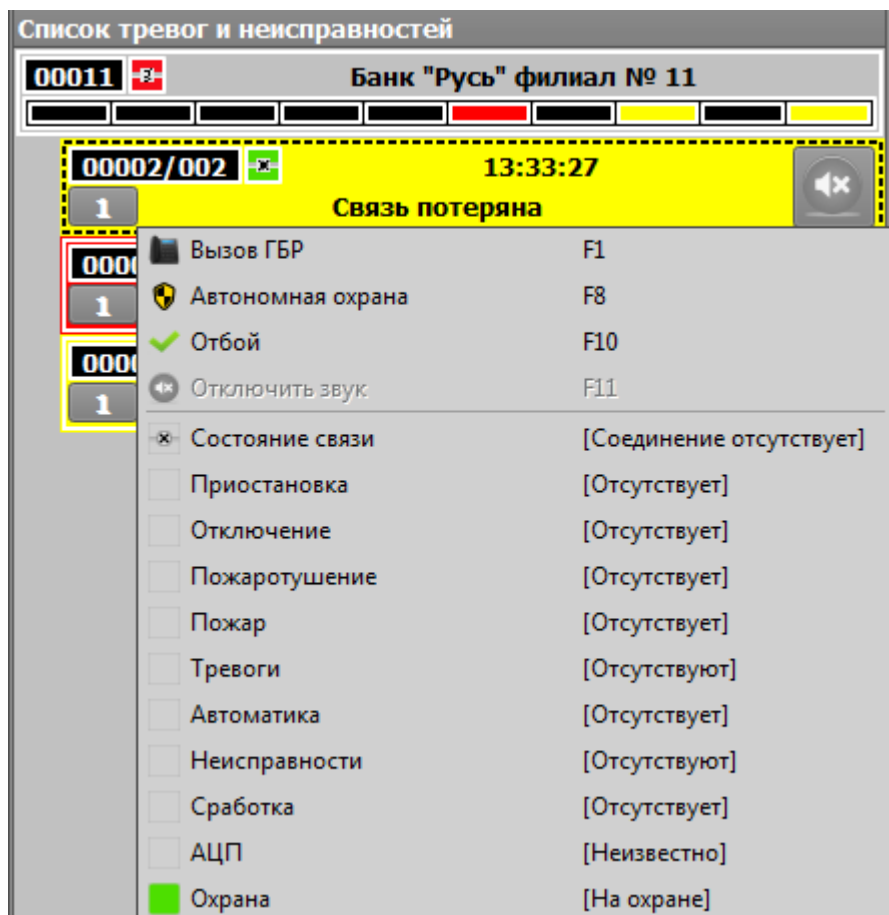 Список тревог и неисправностей
00011 3 Банк "Русь" филиал № 11
00002/002 13:33:27
1 Связь потеряна
Вызов ГБР F1
Автономная охрана F8
Отбой F10
Отключить звук F11
1
1
Состояние связи [Соединение отсутствует]
Приостановка [Отсутствует]
Отключение [Отсутствует]
Пожаротушение [Отсутствует]
Пожар [Отсутствует]
Тревоги [Отсутствуют]
Автоматика [Отсутствует]
Неисправности [Отсутствуют]
Сработка [Отсутствует]
АЦП [Неизвестно]
Охрана [На охране]